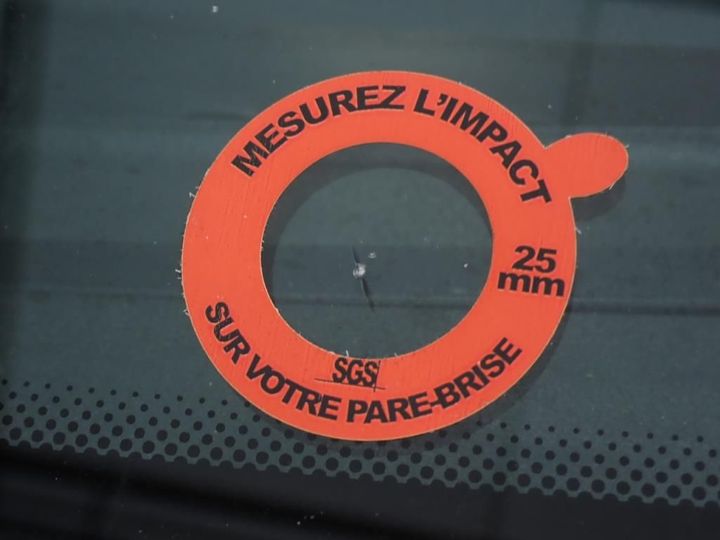 MESUREZ L'IMPACT
25
mm
SGS
SUR VOTRE PARE-BRISE